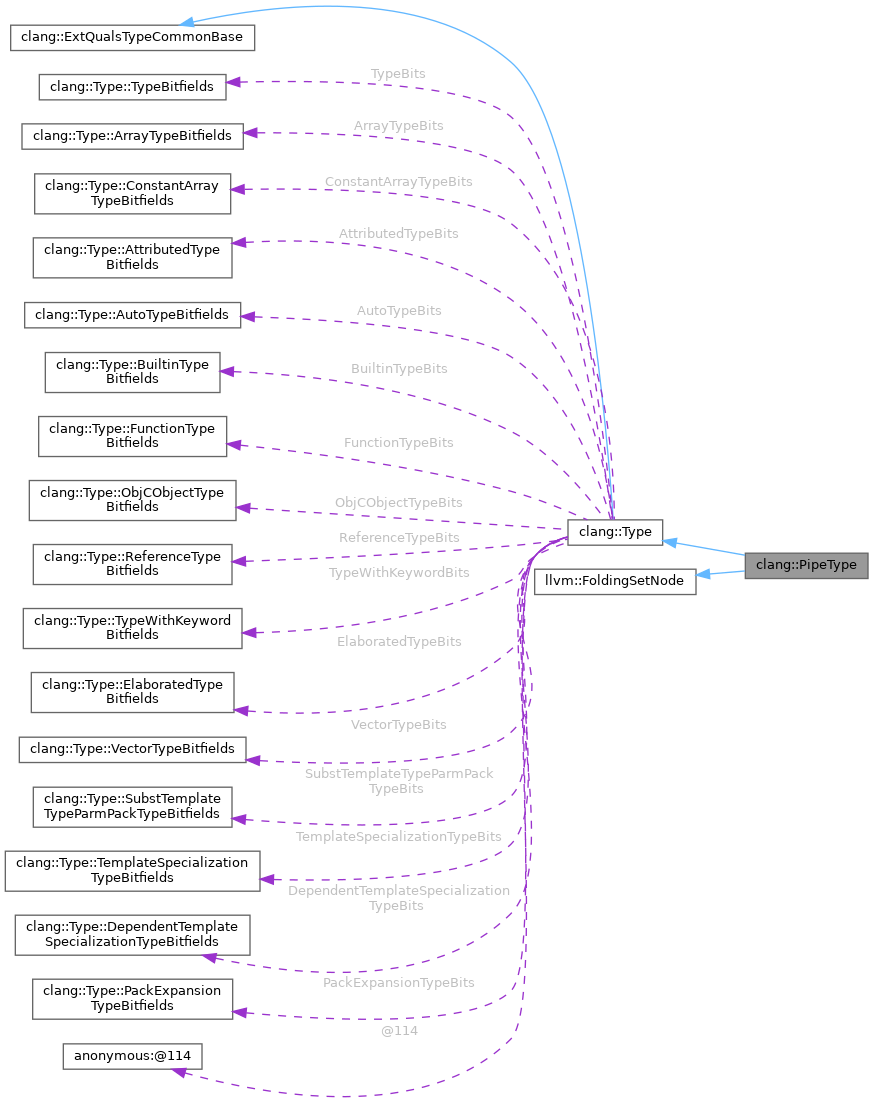 clang::ExtQualsTypeCommonBase
TypeBits
clang::Type::TypeBitfields
ArrayTypeBits
clang::Type::ArrayTypeBitfields
ConstantArrayTypeBits
clang::Type::ConstantArray
TypeBitfields
AttributedTypeBits
clang::Type::AttributedType
Bitfields
AutoTypeBits
clang::Type::AutoTypeBitfields
BuiltinTypeBits
clang::Type::BuiltinType
Bitfields
FunctionTypeBits
clang::Type::FunctionType
Bitfields
ObjCObjectTypeBits
clang::Type::ObjCObjectType
Bitfields
clang::Type
ReferenceTypeBits
clang::Type::ReferenceType
Bitfields
clang::PipeType
TypeWithKeywordBits
llvm::FoldingSetNode
clang::Type::TypeWithKeyword
Bitfields
ElaboratedTypeBits
clang::Type::ElaboratedType
Bitfields
VectorTypeBits
clang::Type::VectorTypeBitfields
SubstTemplateTypeParmPack
TypeBits
clang::Type::SubstTemplate
TypeParmPackTypeBitfields
TemplateSpecializationTypeBits
clang::Type::TemplateSpecialization
TypeBitfields
DependentTemplateSpecialization
TypeBits
clang::Type::DependentTemplate
SpecializationTypeBitfields
PackExpansionTypeBits
clang::Type::PackExpansion
TypeBitfields
@114
anonymous:@114